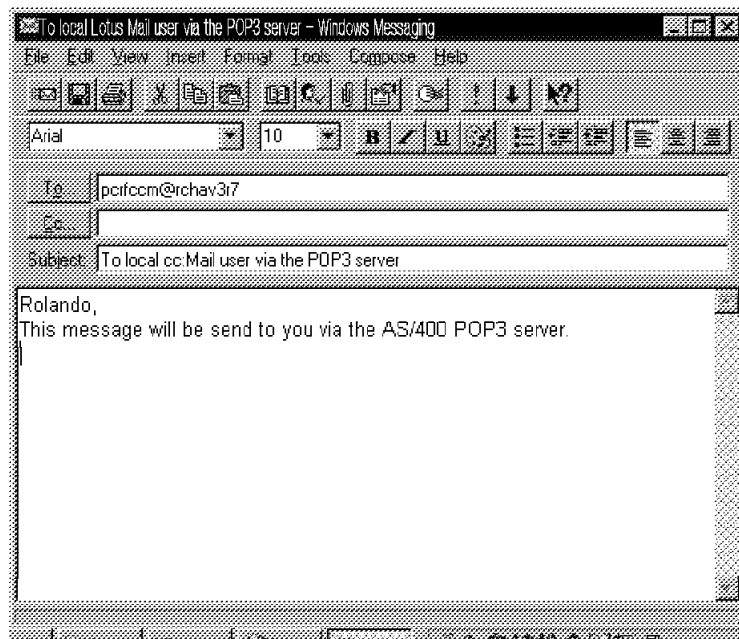 To local Lotus Mail user via the POP3 server – Windows Messaging
File Edit View Insert Format Tools Compose Help
Arial 10 B I U
To... pcrfccm@rchav3r7
Cc...
Subject: To local cc:Mail user via the POP3 server
Rolando,
This message will be send to you via the AS/400 POP3 server.